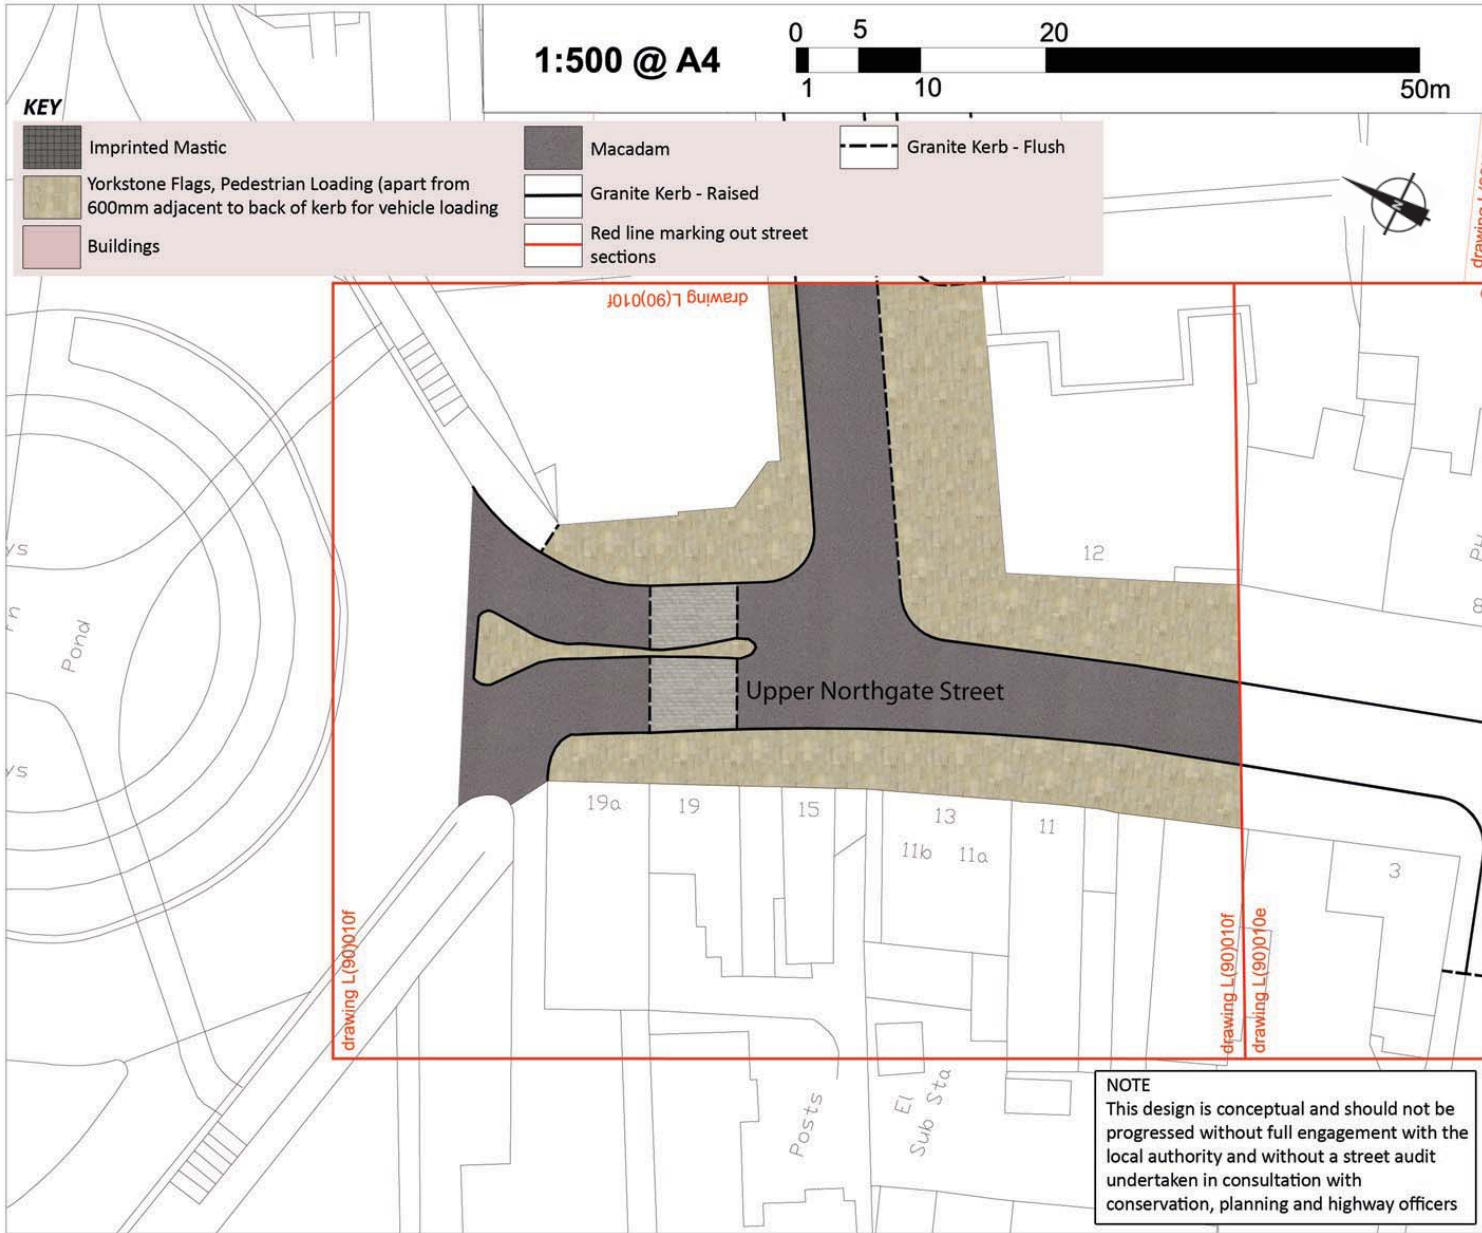 0 5 20
1:500 @ A4
1 10 50m
KEY
Imprinted Mastic
Macadam
Granite Kerb - Flush
Yorkstone Flags, Pedestrian Loading (apart from
600mm adjacent to back of kerb for vehicle loading
Granite Kerb - Raised
Buildings
Red line marking out street
sections
N
drawing L(90)010f
12
8
Pond
ys
rn
ys
Upper Northgate Street
19a
19
15
13
11
11b
11a
3
drawing L(90)010f
drawing L(90)010f
drawing L(90)010e
Posts
El
Sub Sta
NOTE
This design is conceptual and should not be
progressed without full engagement with the
local authority and without a street audit
undertaken in consultation with
conservation, planning and highway officers